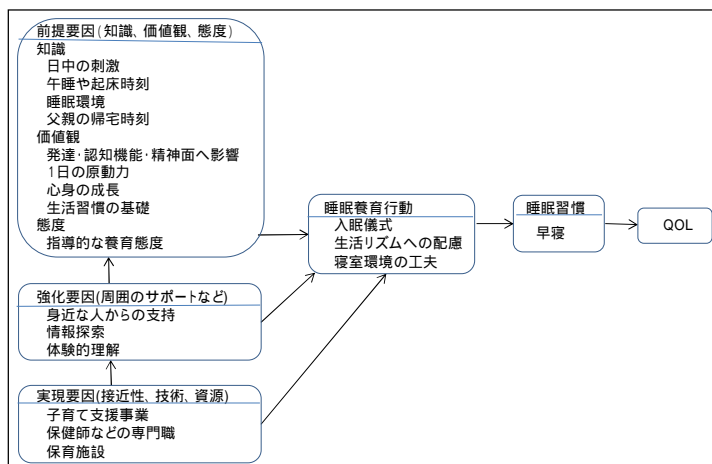 前提要因(知識、価値観、態度)
知識
日中の刺激
午睡や起床時刻
睡眠環境
父親の帰宅時刻
価値観
発達・認知機能・精神面へ影響
1日の原動力
心身の成長
生活習慣の基礎
態度
指導的な養育態度
強化要因(周囲のサポートなど)
身近な人からの支持
情報探索
体験的理解
実現要因(接近性、技術、資源)
子育て支援事業
保健師などの専門職
保育施設
睡眠養育行動
入眠儀式
生活リズムへの配慮
寝室環境の工夫
睡眠習慣
早寝
QOL